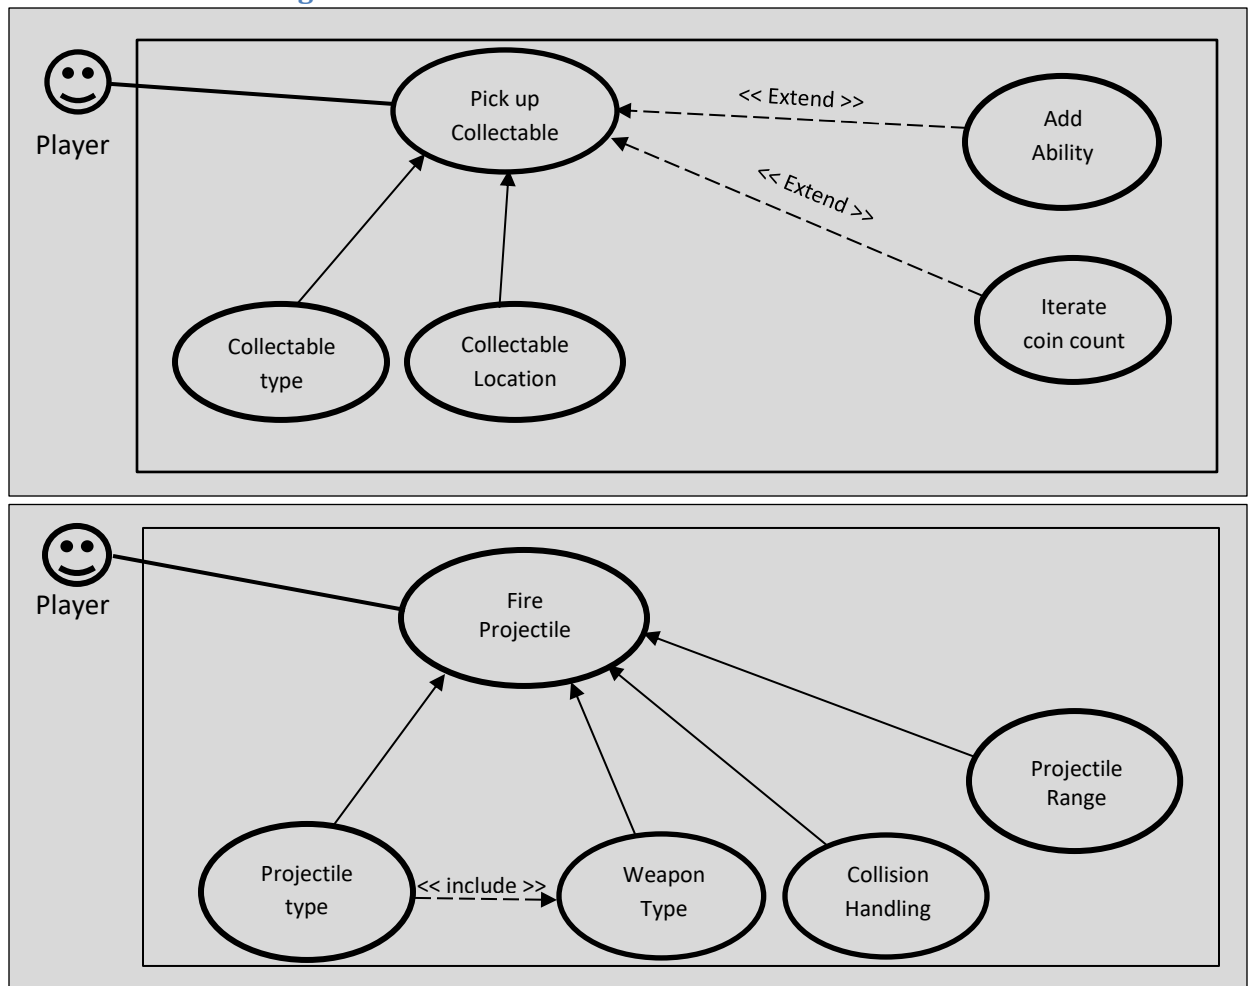 Player
Pick up
Collectable
<< Extend >>
Add
Ability
<< Extend >>
Iterate
coin count
Collectable
type
Collectable
Location
Player
Fire
Projectile
Projectile
Range
Projectile
type
<< include >>
Weapon
Type
Collision
Handling